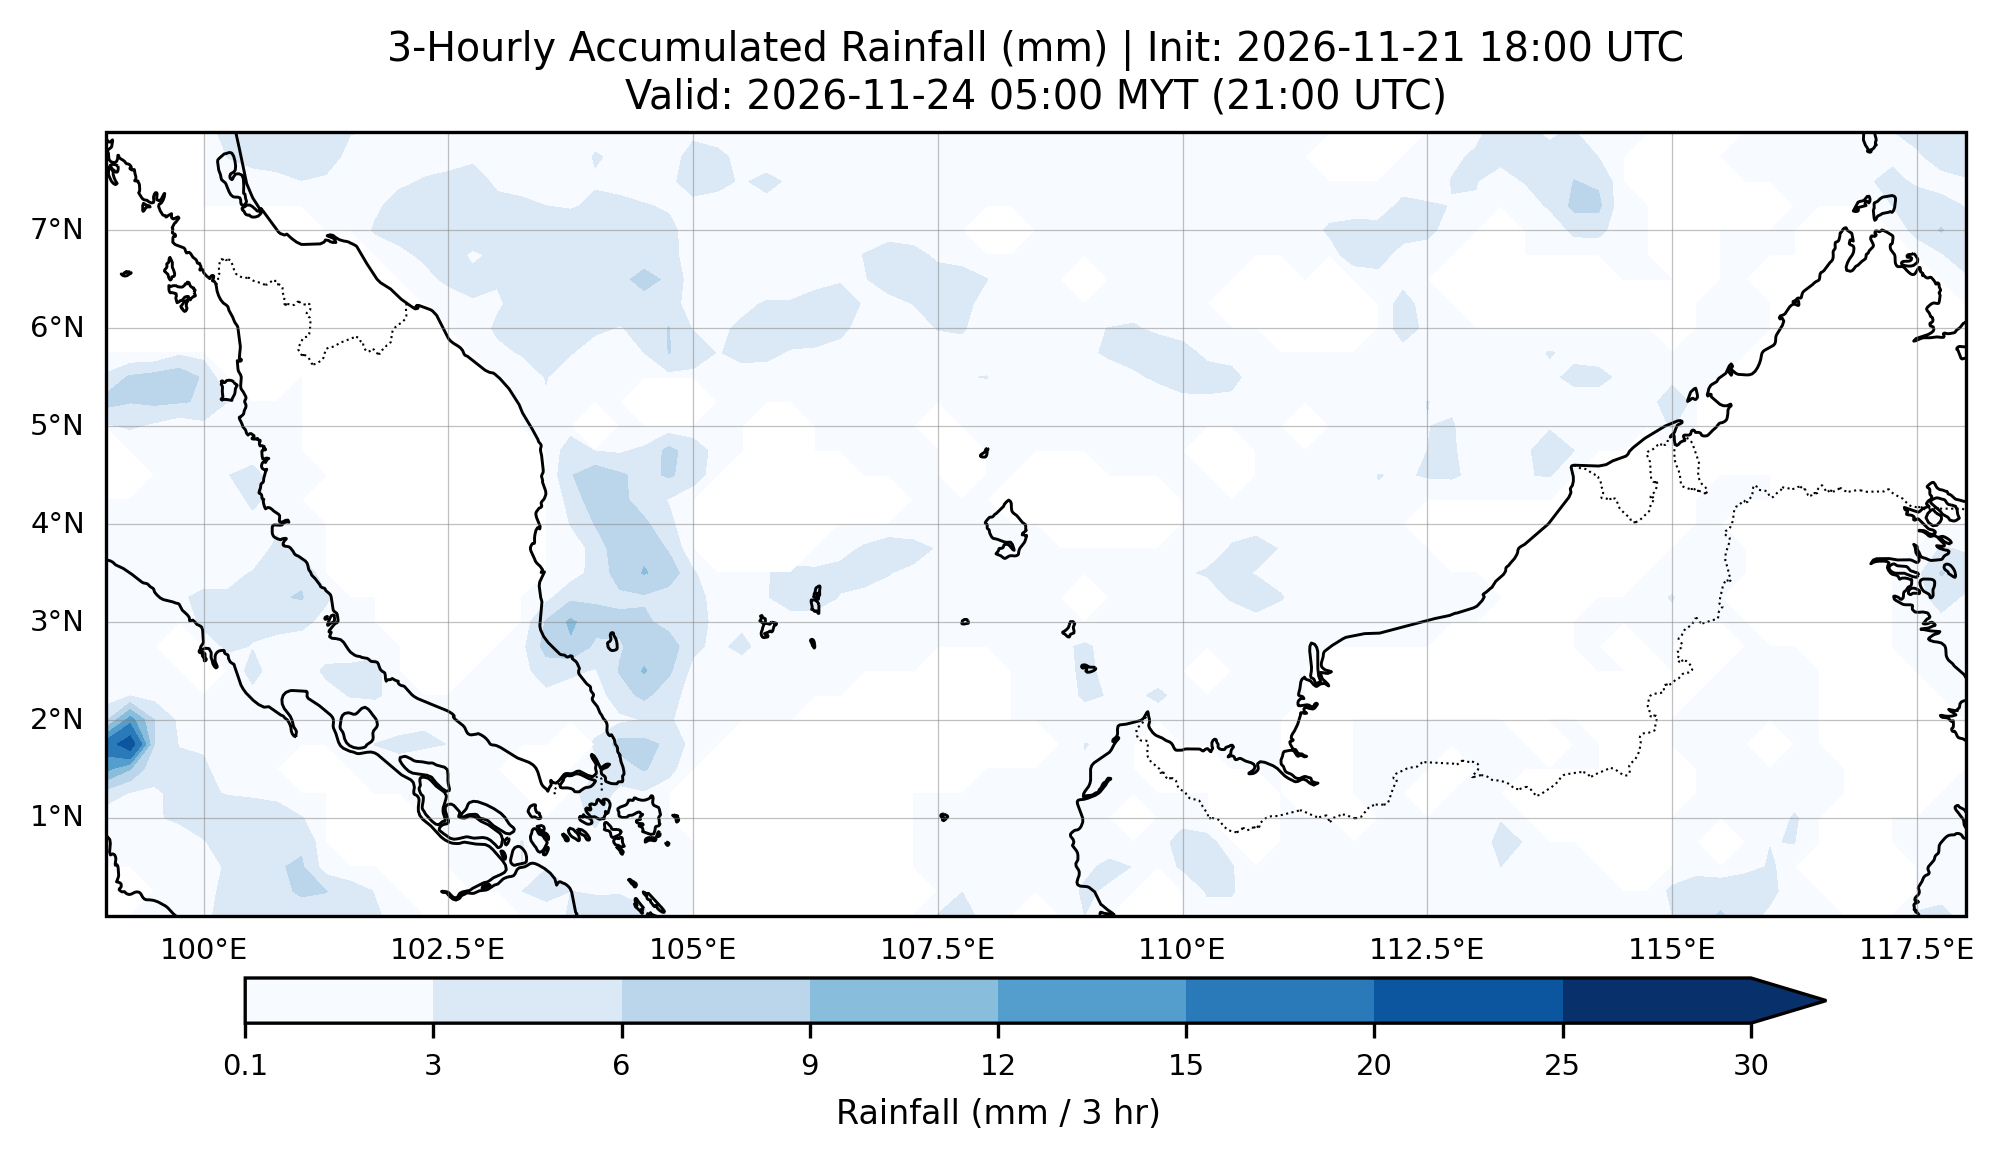 3-Hourly Accumulated Rainfall (mm) | Init: 2026-11-21 18:00 UTC
Valid: 2026-11-24 05:00 MYT (21:00 UTC)
7°N
6°N
5°N
4°N
3°N
2°N
1°N
100°E 102.5°E 105°E 107.5°E 110°E 112.5°E 115°E 117.5°E
0.1 3 6 9 12 15 20 25 30
Rainfall (mm / 3 hr)